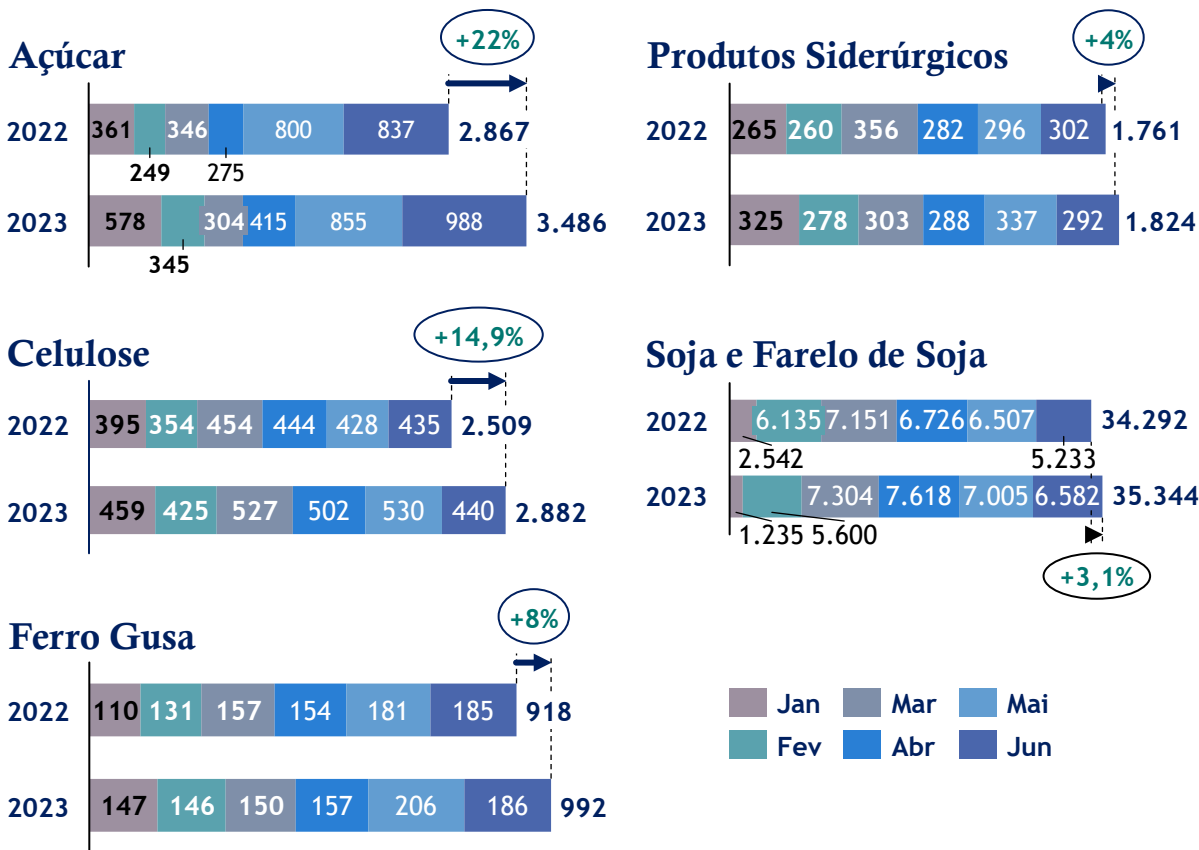 +22%
Açúcar
2022 361 346 800 837 2.867
249 275
2023 578 304 415 855 988 3.486
345
+4%
Produtos Siderúrgicos
2022 265 260 356 282 296 302 1.761
2023 325 278 303 288 337 292 1.824
+14,9%
Celulose
2022 395 354 454 444 428 435 2.509
2023 459 425 527 502 530 440 2.882
Soja e Farelo de Soja
2022 6.135 7.151 6.726 6.507 34.292
2.542 5.233
2023 7.304 7.618 7.005 6.582 35.344
1.235 5.600
+3,1%
+8%
Ferro Gusa
2022 110 131 157 154 181 185 918
2023 147 146 150 157 206 186 992
Jan Mar Mai
Fev Abr Jun